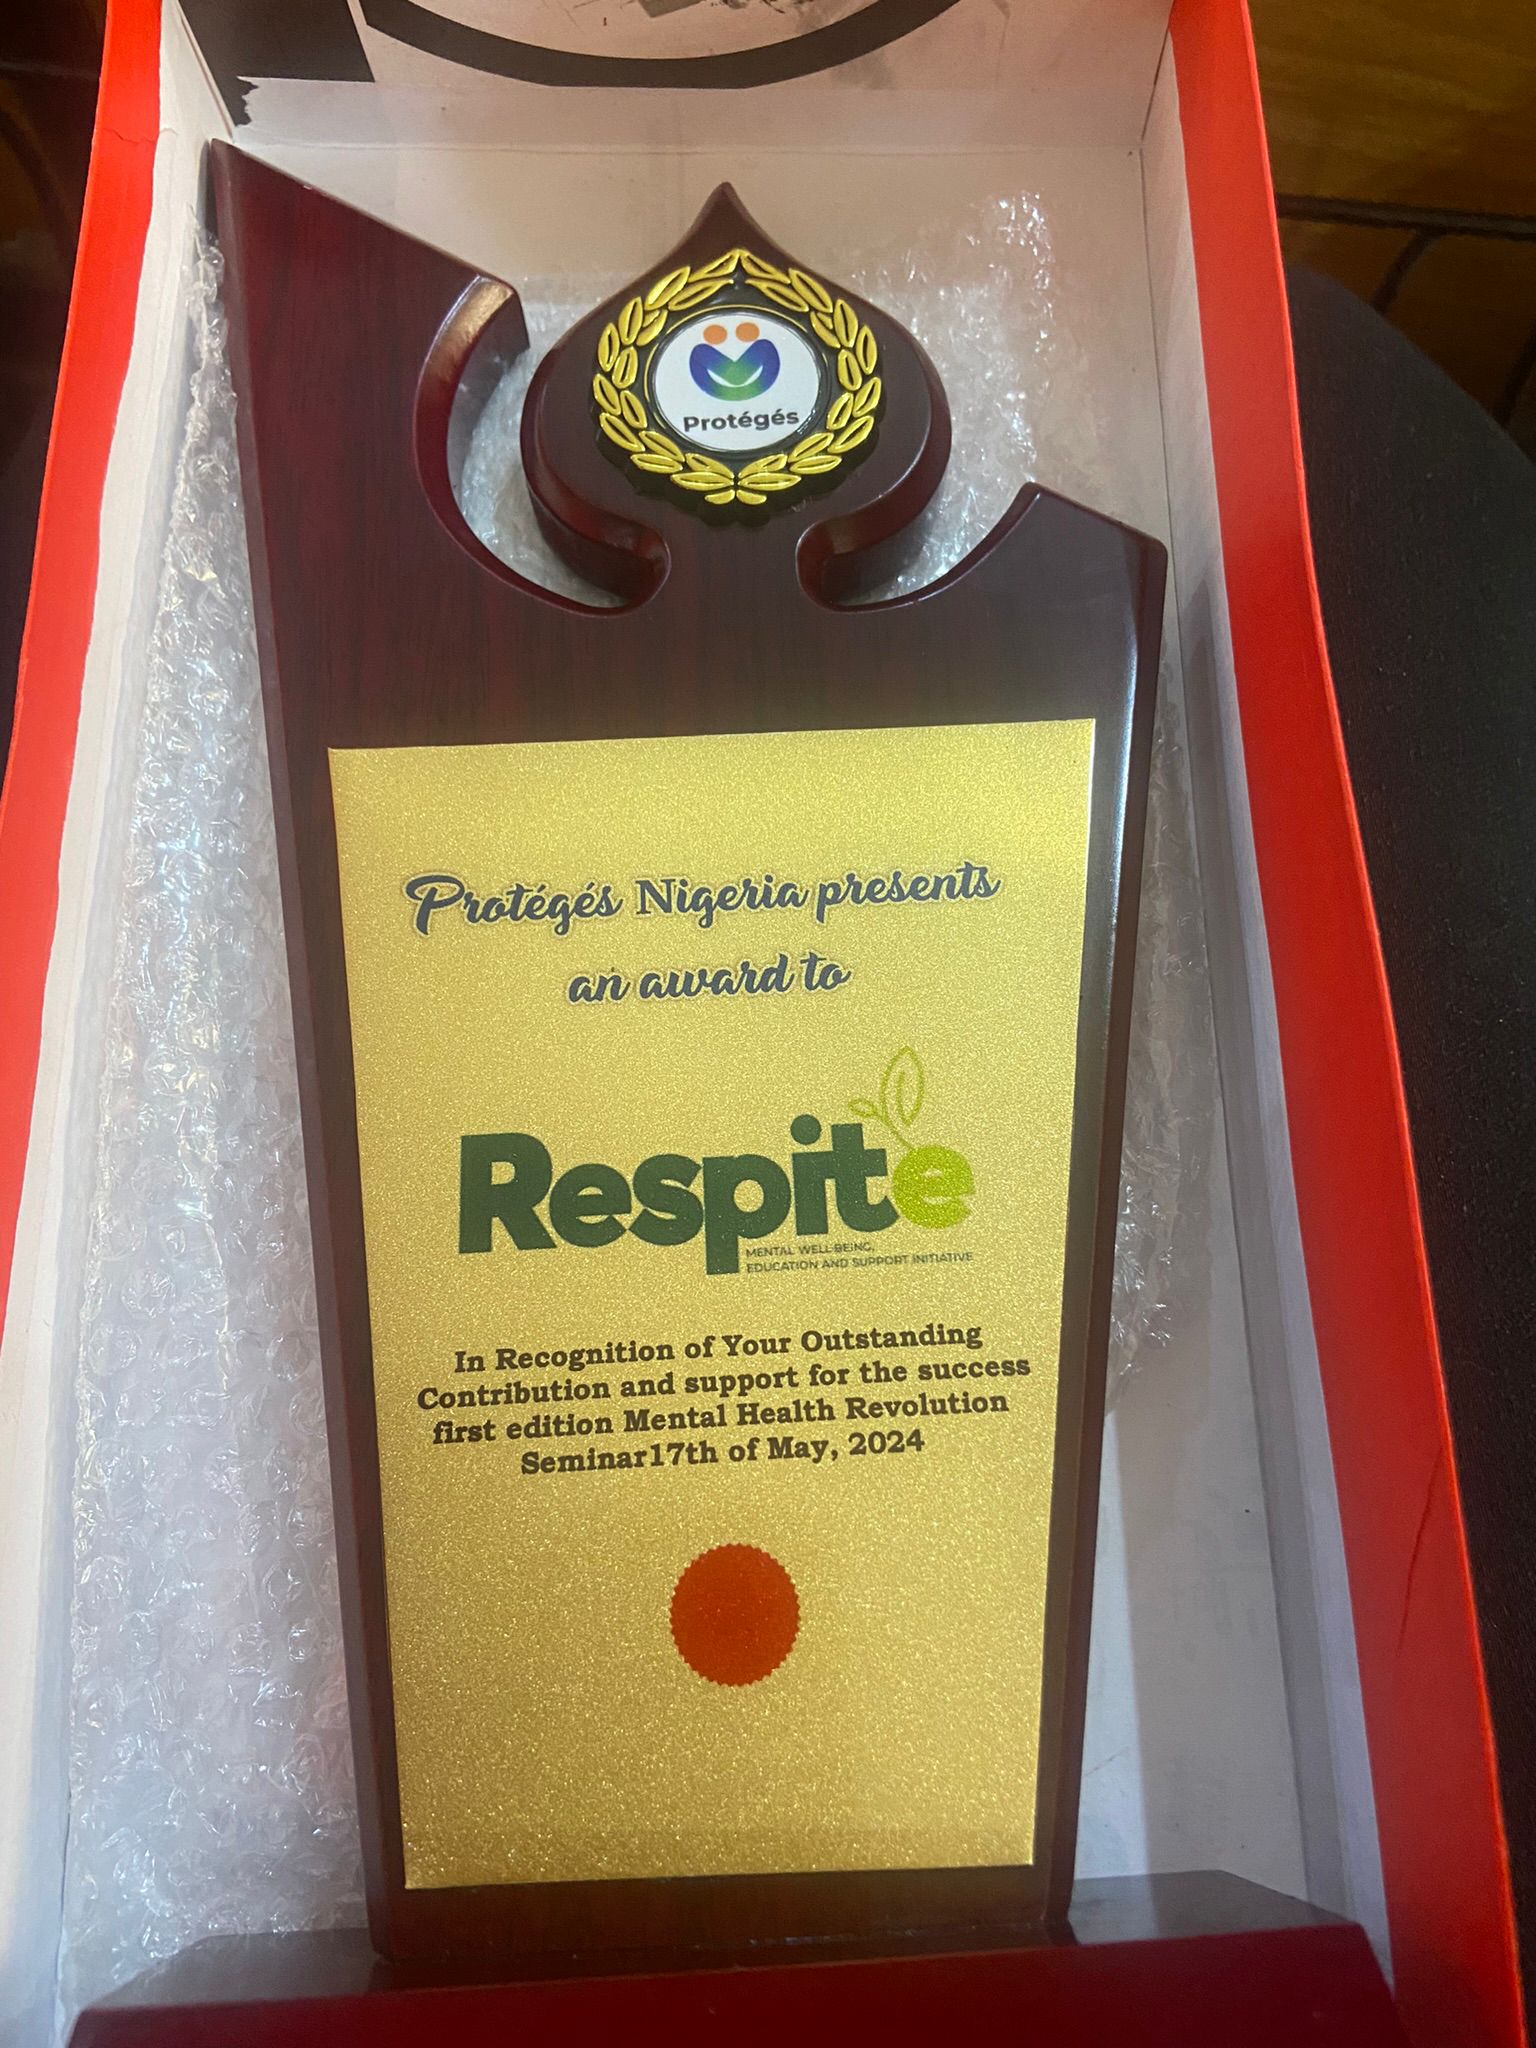 Protégés
Protégés Nigeria presents
an award to
Respite
MENTAL WELL-BEING,
EDUCATION AND SUPPORT INITIATIVE
In Recognition of Your Outstanding
Contribution and support for the success
first edition Mental Health Revolution
Seminar17th of May, 2024